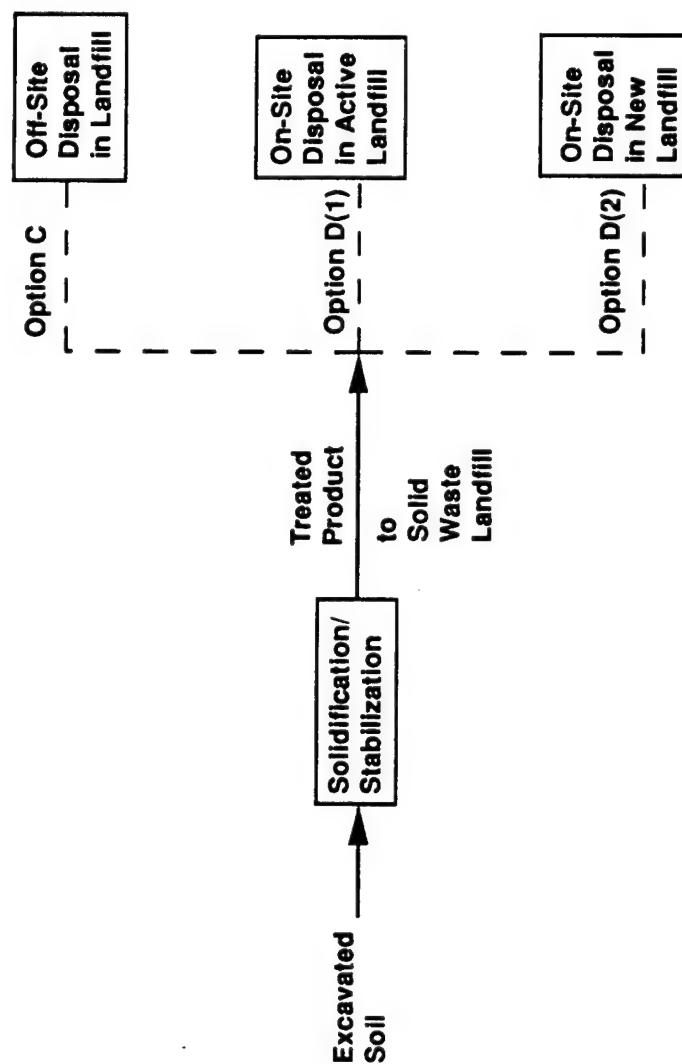 Excavated
Soil
Solidification/
Stabilization
Treated
Product
to Solid
Waste
Landfill
Option C
Off-Site
Disposal
in Landfill
Option D(1)
On-Site
Disposal
in Active
Landfill
Option D(2)
On-Site
Disposal
in New
Landfill